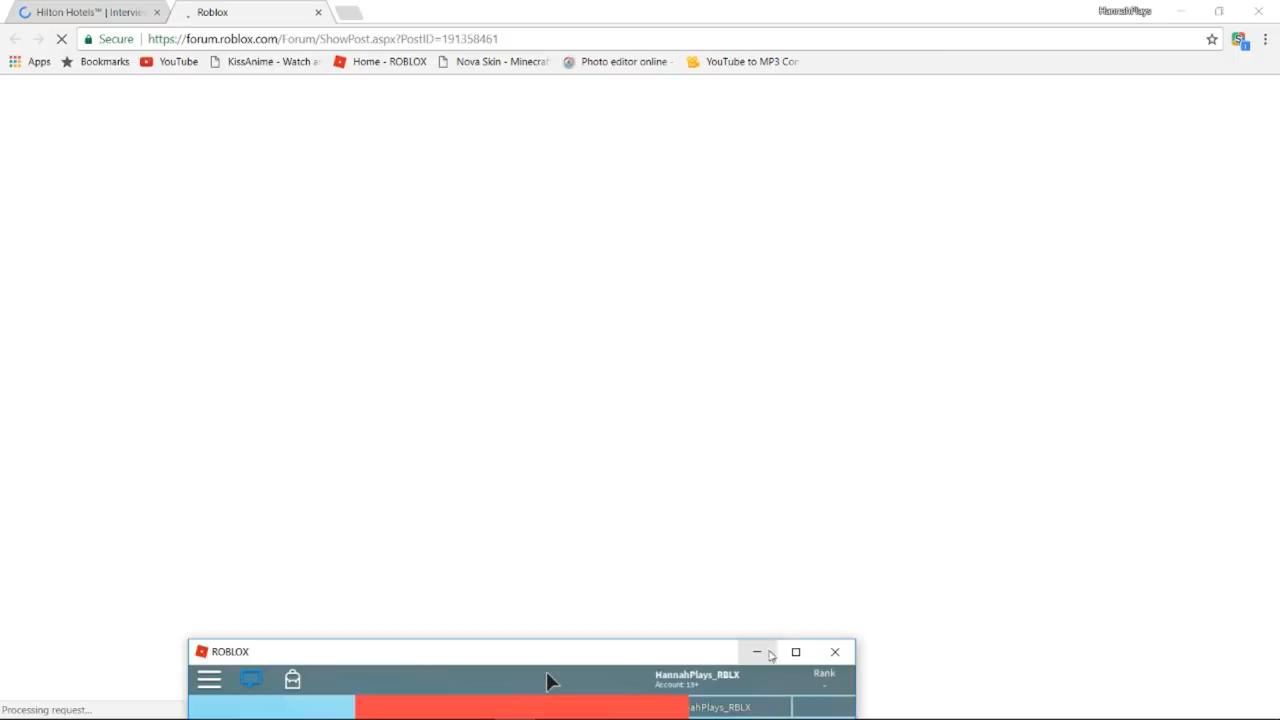 Hilton Hotels™ | Intervie
Roblox
HannahPlays
Secure
https://forum.roblox.com/Forum/ShowPost.aspx?PostID=191358461
Apps
Bookmarks
YouTube
KissAnime - Watch a
Home - ROBLOX
Nova Skin - Minecraf
Photo editor online -
YouTube to MP3 Con
ROBLOX
HannahPlays_RBLX
Rank
Account: 13+
-
ahPlays_RBLX
Processing request...